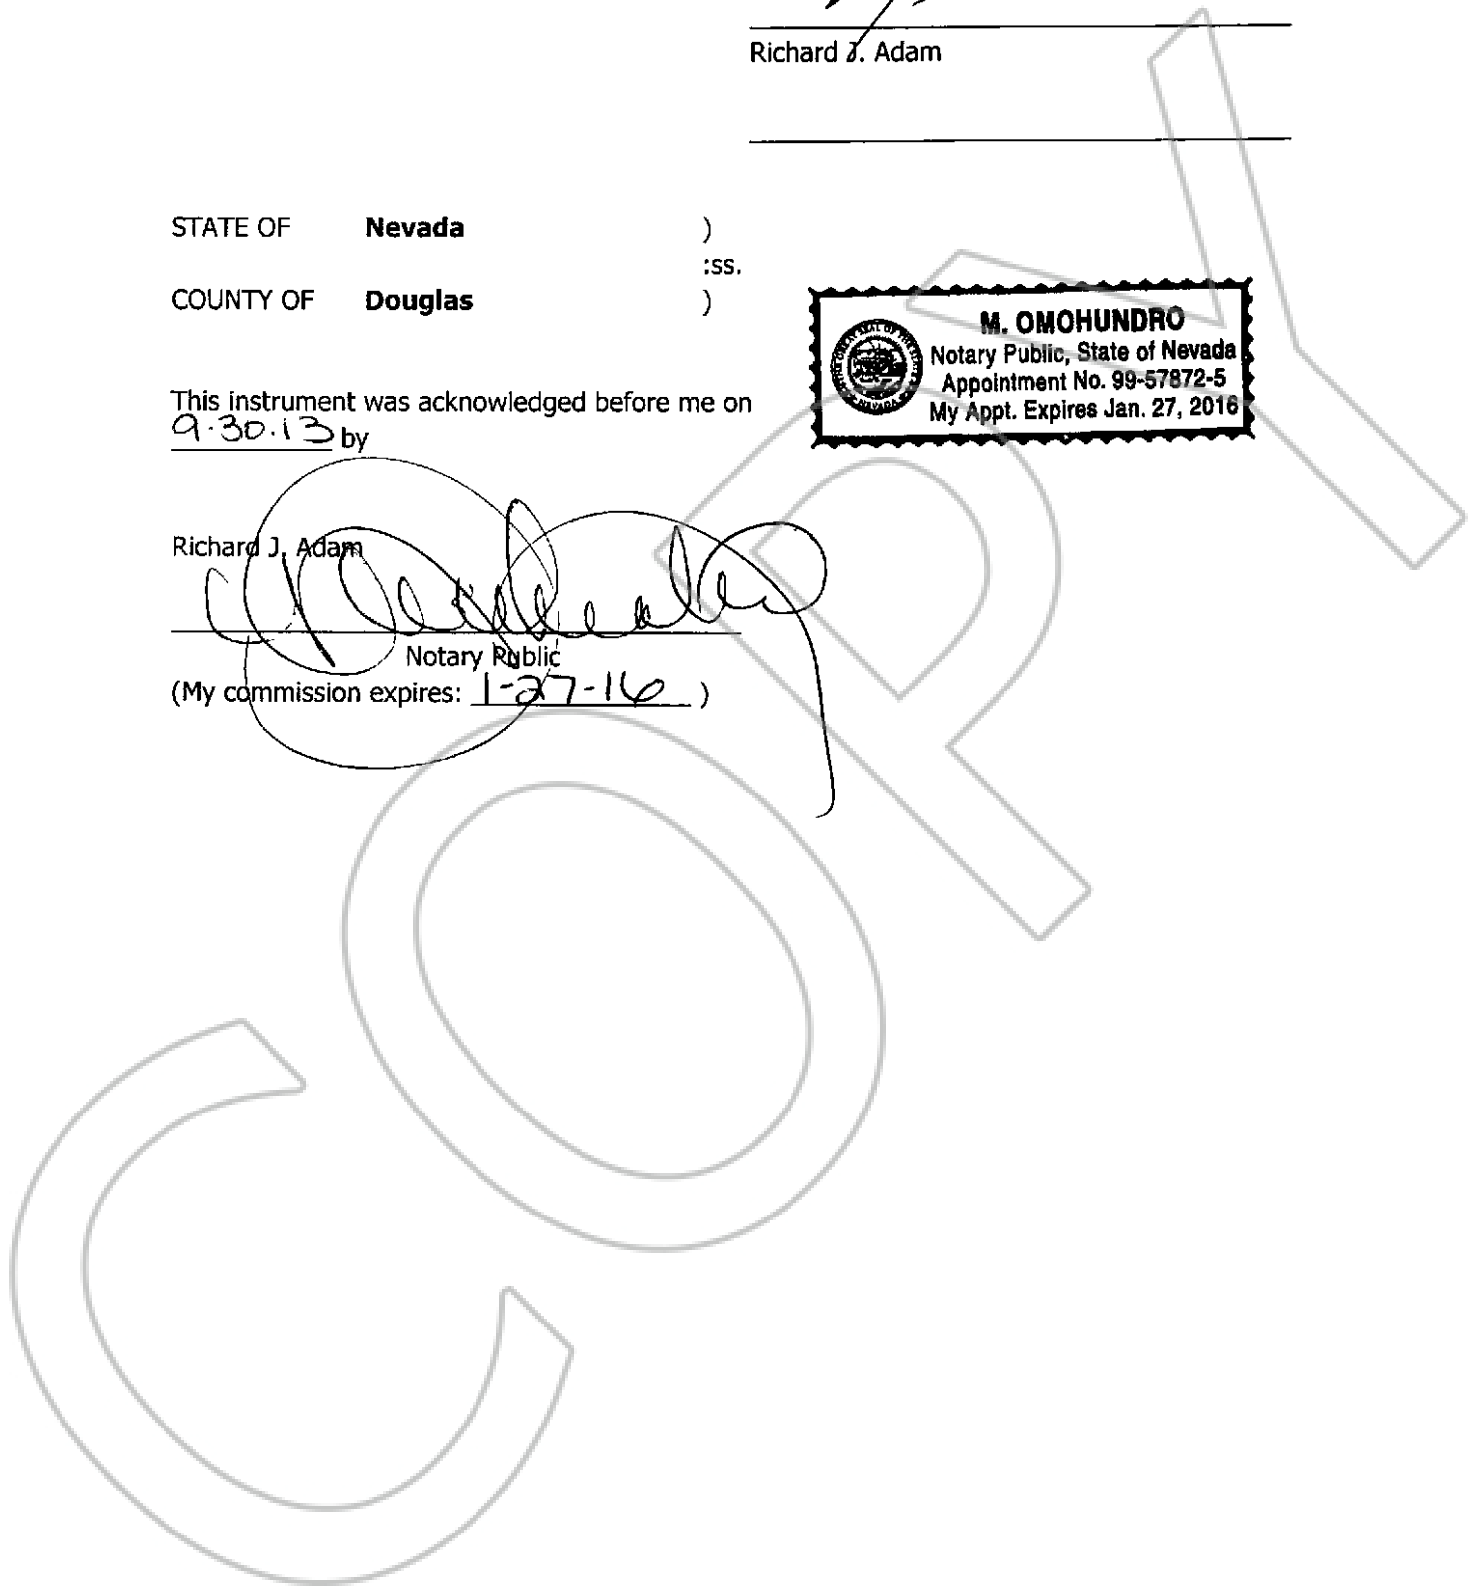 Richard J. Adam
STATE OF Nevada )
:ss.
COUNTY OF Douglas )
M. OMOHUNDRO
Notary Public, State of Nevada
Appointment No. 99-57872-5
My Appt. Expires Jan. 27, 2016
This instrument was acknowledged before me on
9.30.13 by
Richard J. Adam
Notary Public
(My commission expires: 1-27-16 )
COPY